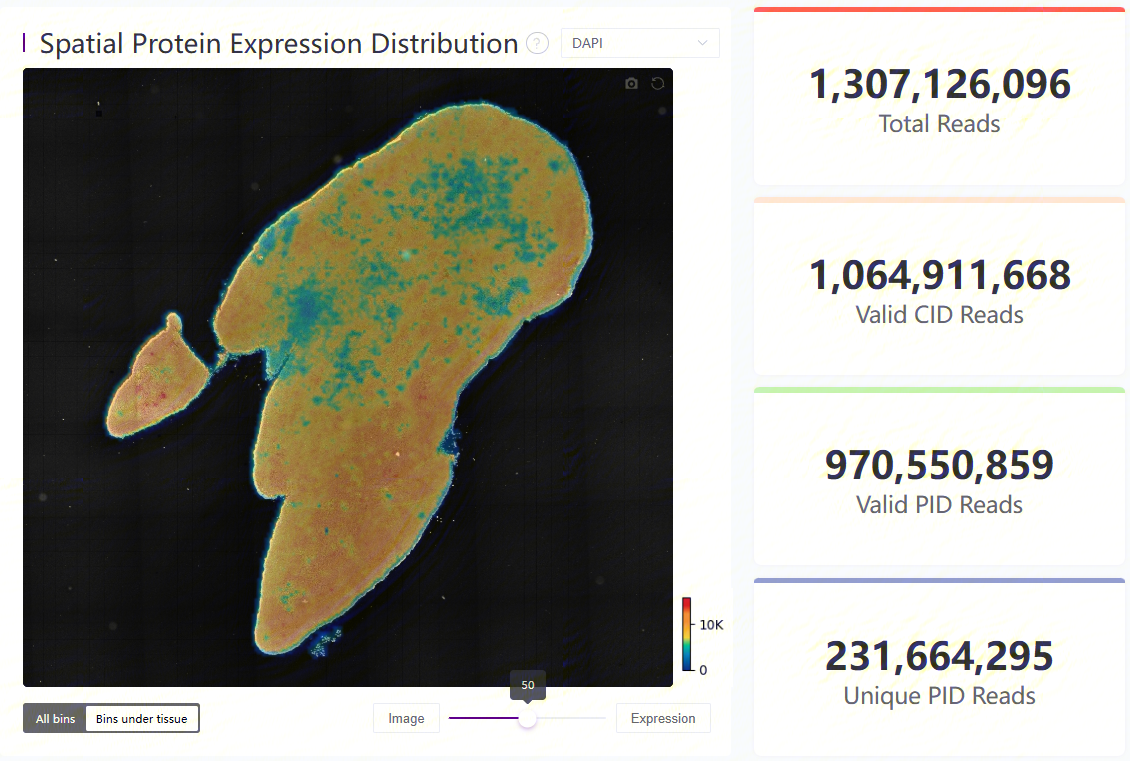 Spatial Protein Expression Distribution ? DAPI
10K
0
50
All bins Bins under tissue Image Expression
1,307,126,096
Total Reads
1,064,911,668
Valid CID Reads
970,550,859
Valid PID Reads
231,664,295
Unique PID Reads